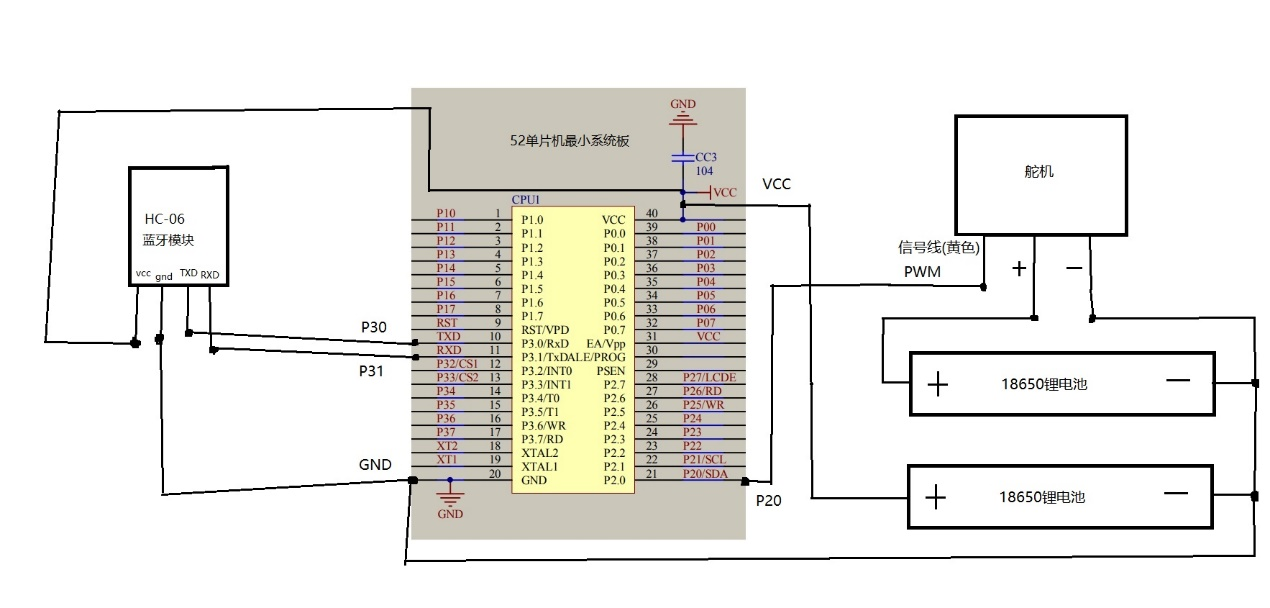 GND
52单片机最小系统板
CC3
104
VCC
VCC
CPU1
HC-06
蓝牙模块
vcc gnd TXD RXD
舵机
信号线(黄色)
PWM
+ —
P30
P31
GND
P10 1 P1.0 VCC 40
P11 2 P1.1 P0.0 39 P00
P12 3 P1.2 P0.1 38 P01
P13 4 P1.3 P0.2 37 P02
P14 5 P1.4 P0.3 36 P03
P15 6 P1.5 P0.4 35 P04
P16 7 P1.6 P0.5 34 P05
P17 8 P1.7 P0.6 33 P06
RST 9 RST/VPD P0.7 32 P07
TXD 10 P3.0/RxD EA/Vpp 31 VCC
RXD 11 P3.1/TxD ALE/PROG 30
P32/CS1 12 P3.2/INT0 PSEN 29
P33/CS2 13 P3.3/INT1 P2.7 28 P27/LCDE
P34 14 P3.4/T0 P2.6 27 P26/RD
P35 15 P3.5/T1 P2.5 26 P25/WR
P36 16 P3.6/WR P2.4 25 P24
P37 17 P3.7/RD P2.3 24 P23
XT2 18 XTAL2 P2.2 23 P22
XT1 19 XTAL1 P2.1 22 P21/SCL
20 GND P2.0 21 P20/SDA
GND
P20
+ 18650锂电池 —
+ 18650锂电池 —